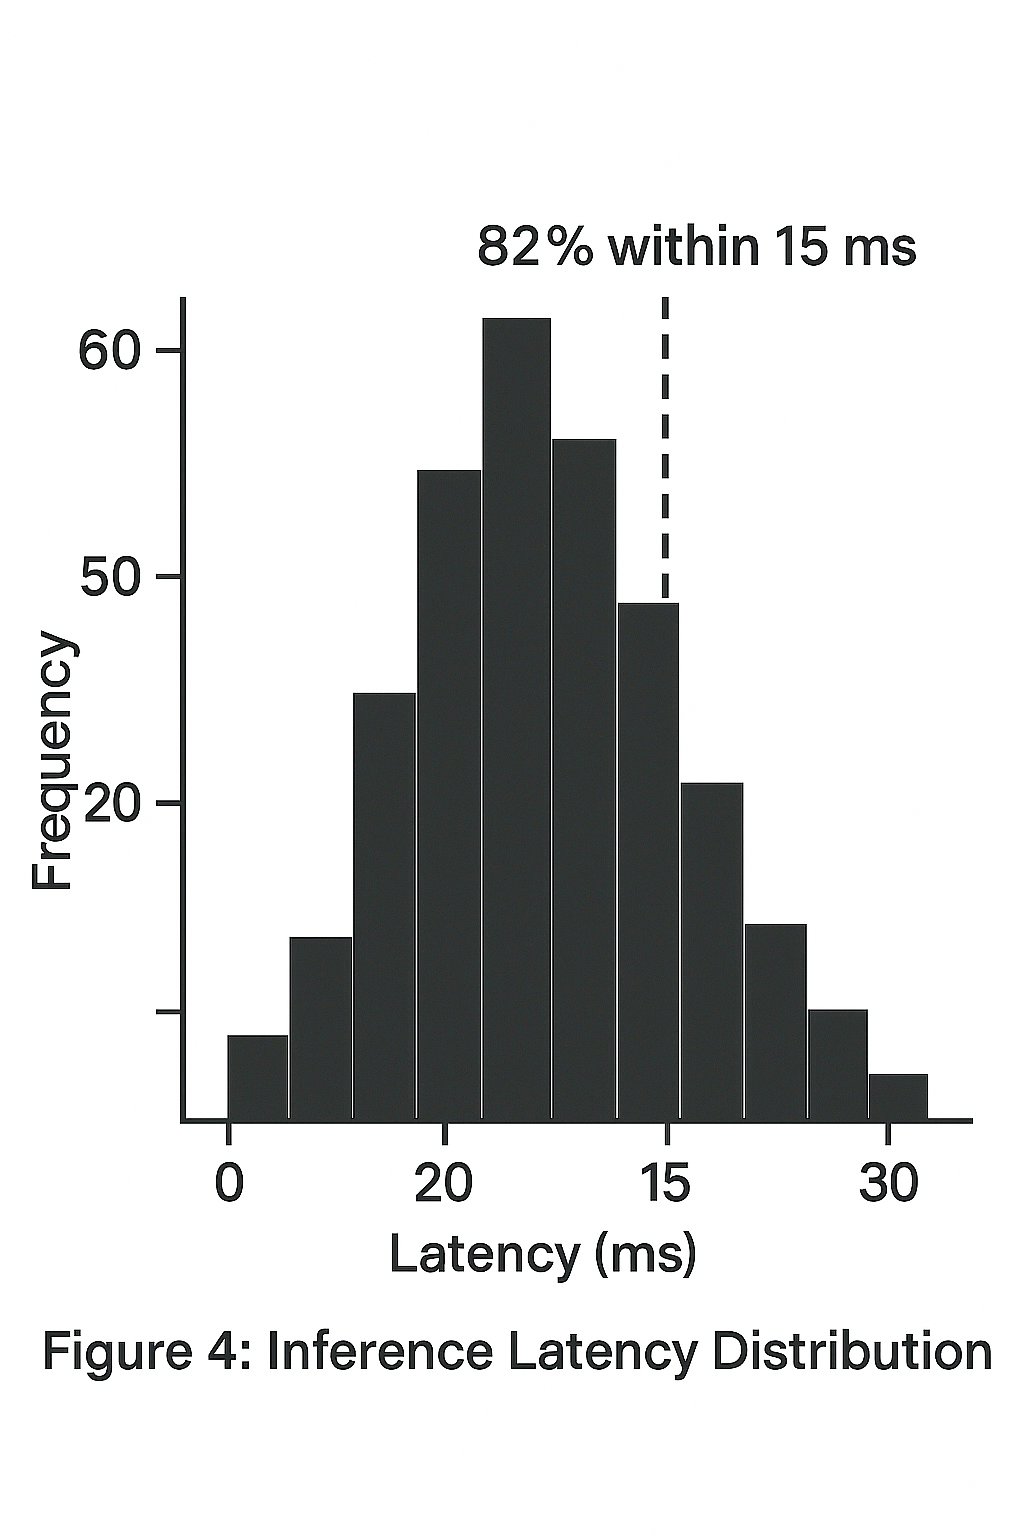 82% within 15 ms
60
50
20
Frequency
0 20 15 30
Latency (ms)
Figure 4: Inference Latency Distribution